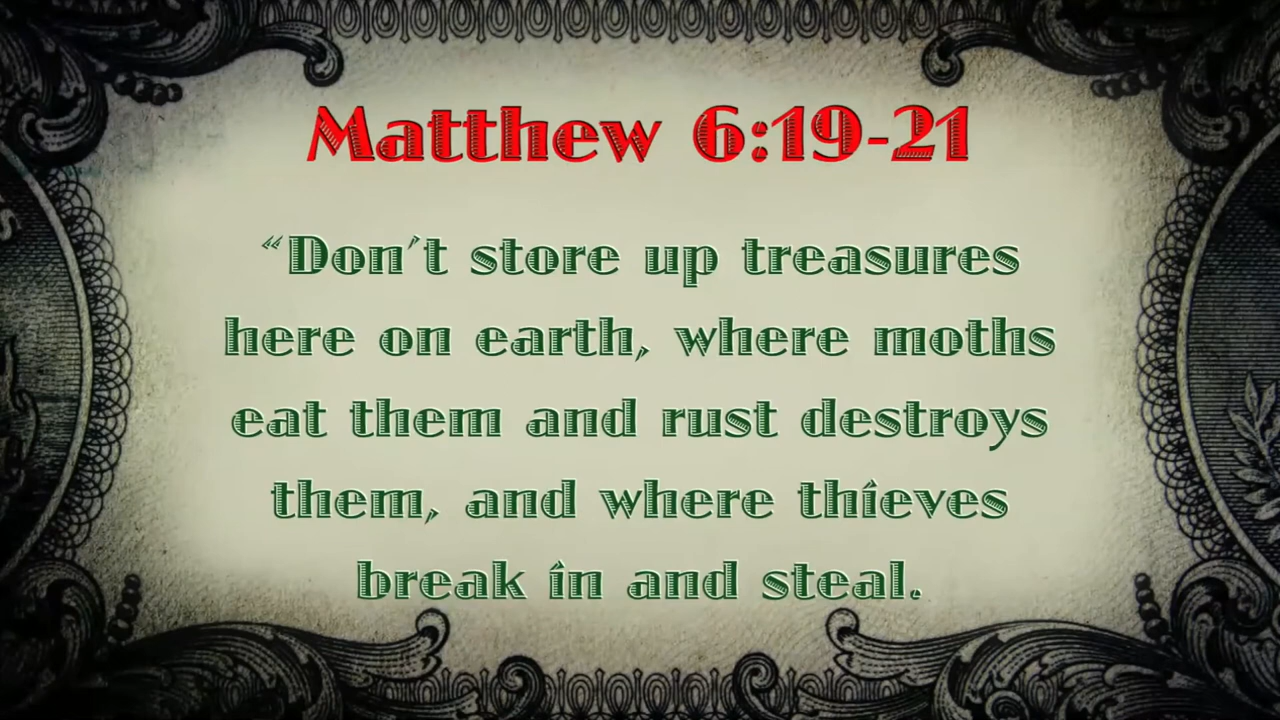 Matthew 6:19-21
“Don’t store up treasures
here on earth, where moths
eat them and rust destroys
them, and where thieves
break in and steal.